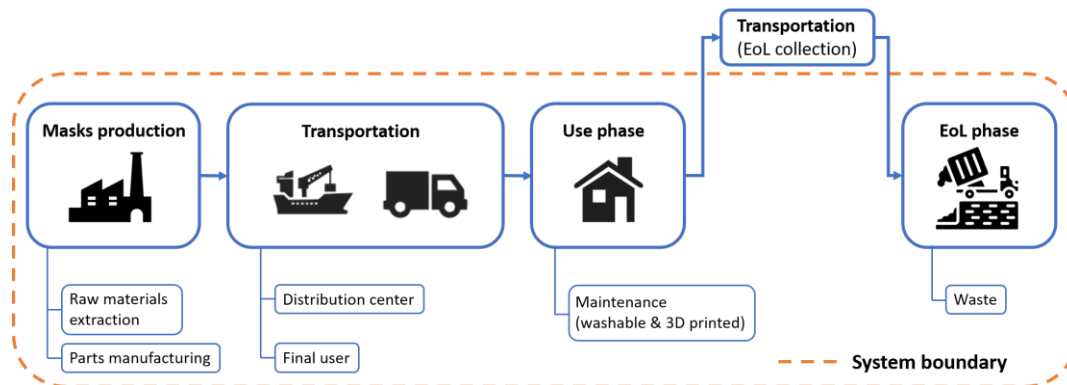 Transportation
(EoL collection)
Masks production
Transportation
Use phase
EoL phase
Raw materials
extraction
Parts manufacturing
Distribution center
Final user
Maintenance
(washable & 3D printed)
Waste
System boundary